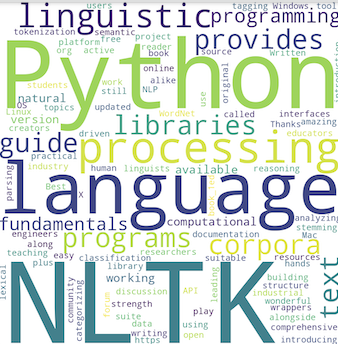 users
tagging Windows tool
linguistic programming
tokenization semantic
platform free project
provides
Written
org active reader
book source
Python
students
work online
alike
still NLP
original
natural topics updated
WordNet use called interfaces
Linux
OS version
creators
libraries
Thanks amazing
educators
guide
driven
processing
practical
industry human linguists available reasoning
parsing
Best
X
language
fundamentals computational analyzing
stemming
engineers researchers documentation
Mac
programs corpora
along
introducing
teaching easy classification suitable resources
plus library
hands
lexical
NLTK
working
building
structure
text
community
categorizing
forum
discussion API
leading
industrial
strength
wonderful
wrappers
suite play
alongside
data
writing using
comprehensive
https
open